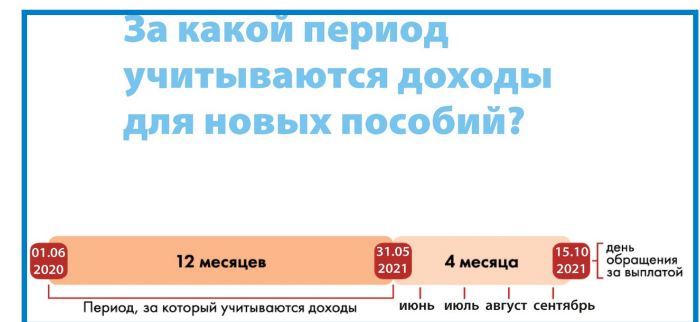 За какой период
учитываются доходы
для новых пособий?
01.06
2020
12 месяцев
31.05
2021
4 месяца
15.10
2021
день
обращения
за выплатой
Период, за который учитываются доходы
июнь июль август сентябрь